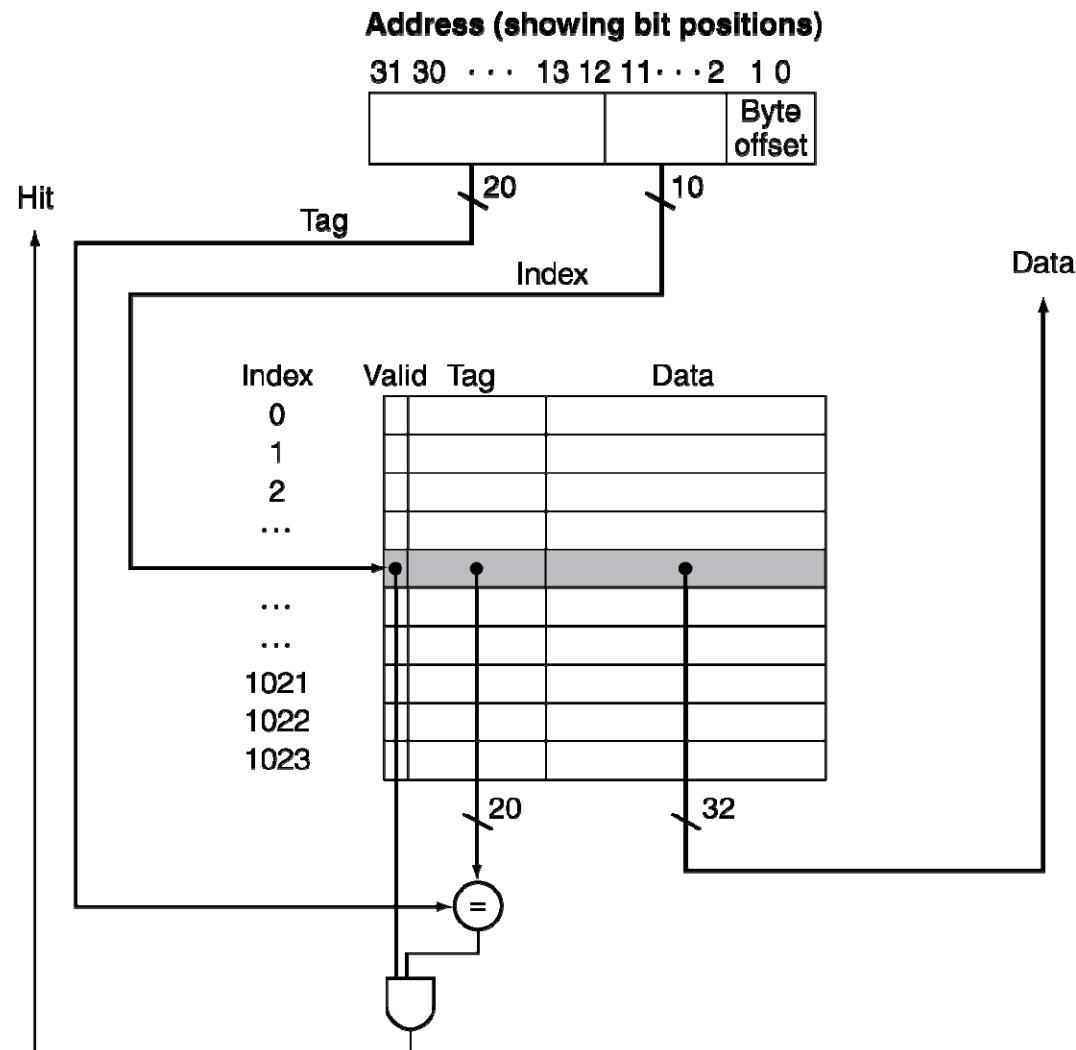 Address (showing bit positions)
31 30 · · · 13 12 11 · · · 2 1 0
Byte
offset
20
10
Hit
Tag
Index
Data
Index Valid Tag Data
0
1
2
...
...
...
1021
1022
1023
20
32
=